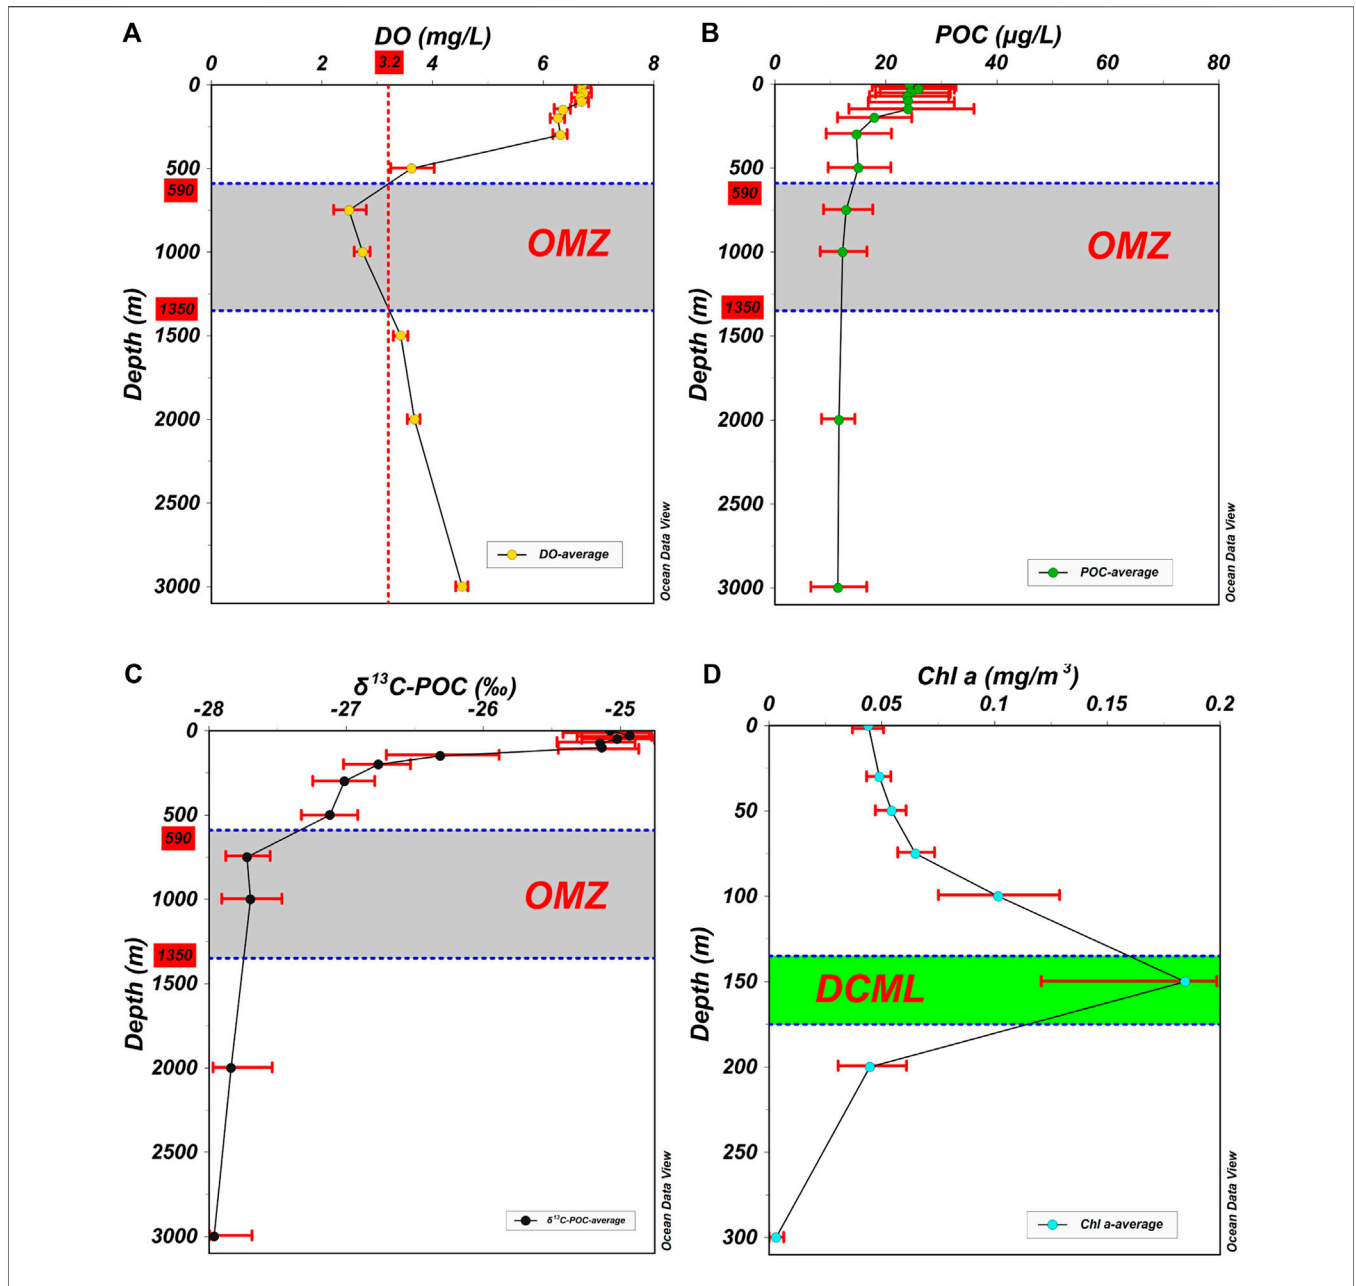 A
DO (mg/L)
0 2 3.2 4 6 8
0
500
590
1000
1350
1500
2000
2500
3000
Depth (m)
OMZ
DO-average
Ocean Data View
B
POC (µg/L)
0 20 40 60 80
0
500
590
1000
1350
1500
2000
2500
3000
Depth (m)
OMZ
POC-average
Ocean Data View
C
δ¹³C-POC (‰)
-28 -27 -26 -25
0
500
590
1000
1350
1500
2000
2500
3000
Depth (m)
OMZ
δ¹³C-POC-average
Ocean Data View
D
Chl a (mg/m³)
0 0.05 0.1 0.15 0.2
0
50
100
150
200
250
300
Depth (m)
DCML
Chl a-average
Ocean Data View